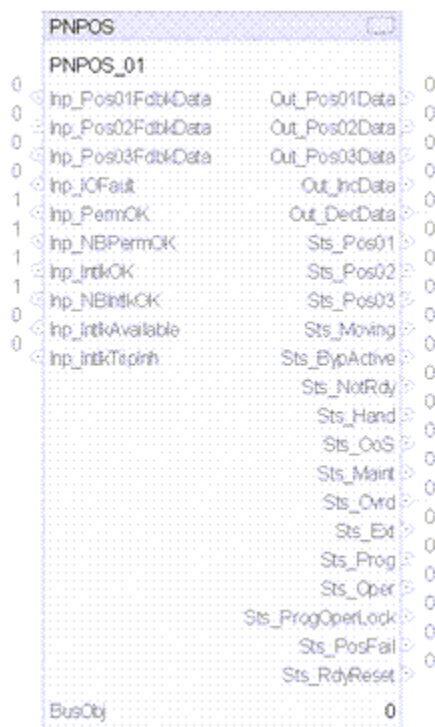 PNPOS
PNPOS_01
0 Inp_Pos01FdbkData Out_Pos01Data 0
0 Inp_Pos02FdbkData Out_Pos02Data 0
0 Inp_Pos03FdbkData Out_Pos03Data 0
0 Inp_IOFault Out_IncData 0
1 Inp_PermOK Out_DecData 0
1 Inp_NBPermOK Sts_Pos01 0
1 Inp_IntlkOK Sts_Pos02 0
1 Inp_NBIntlkOK Sts_Pos03 0
0 Inp_IntlkAvailable Sts_Moving 0
0 Inp_IntlkTripInh Sts_BypActive 0
Sts_NotRdy 0
Sts_Hand 0
Sts_OoS 0
Sts_Maint 0
Sts_Ovrd 0
Sts_Ext 0
Sts_Prog 0
Sts_Oper 0
Sts_ProgOperLock 0
Sts_PosFail 0
Sts_RdyReset 0
BusObj 0